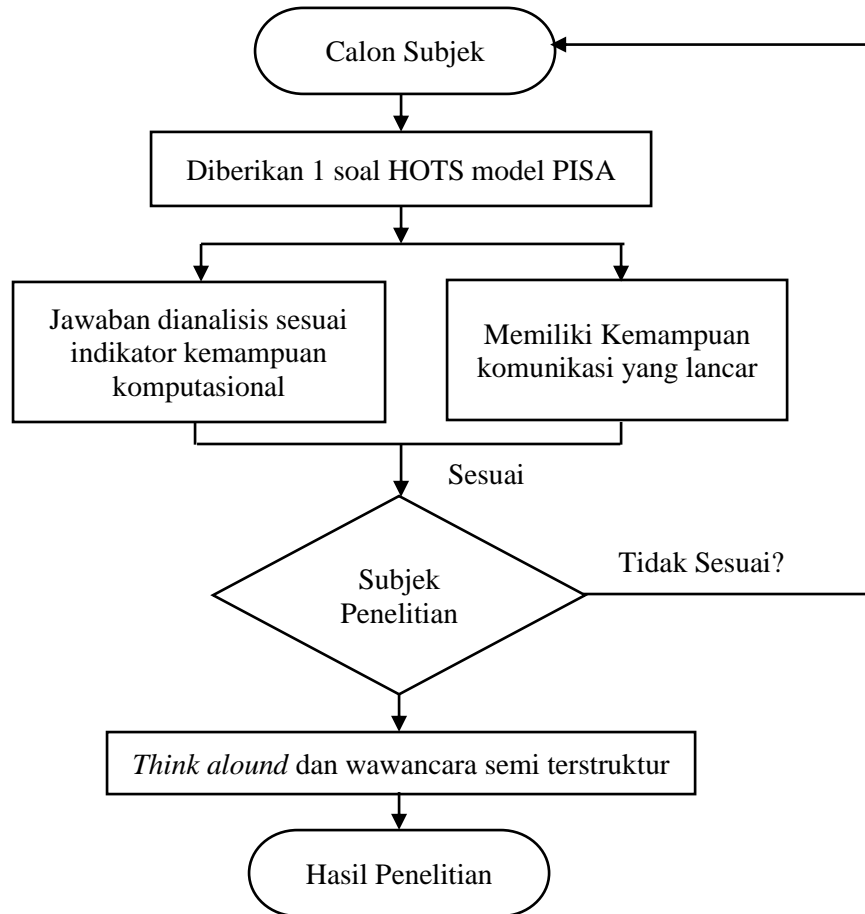 Calon Subjek
Diberikan 1 soal HOTS model PISA
Jawaban dianalisis sesuai
indikator kemampuan
komputasional
Memiliki Kemampuan
komunikasi yang lancar
Sesuai
Tidak Sesuai?
Subjek
Penelitian
Think alound dan wawancara semi terstruktur
Hasil Penelitian